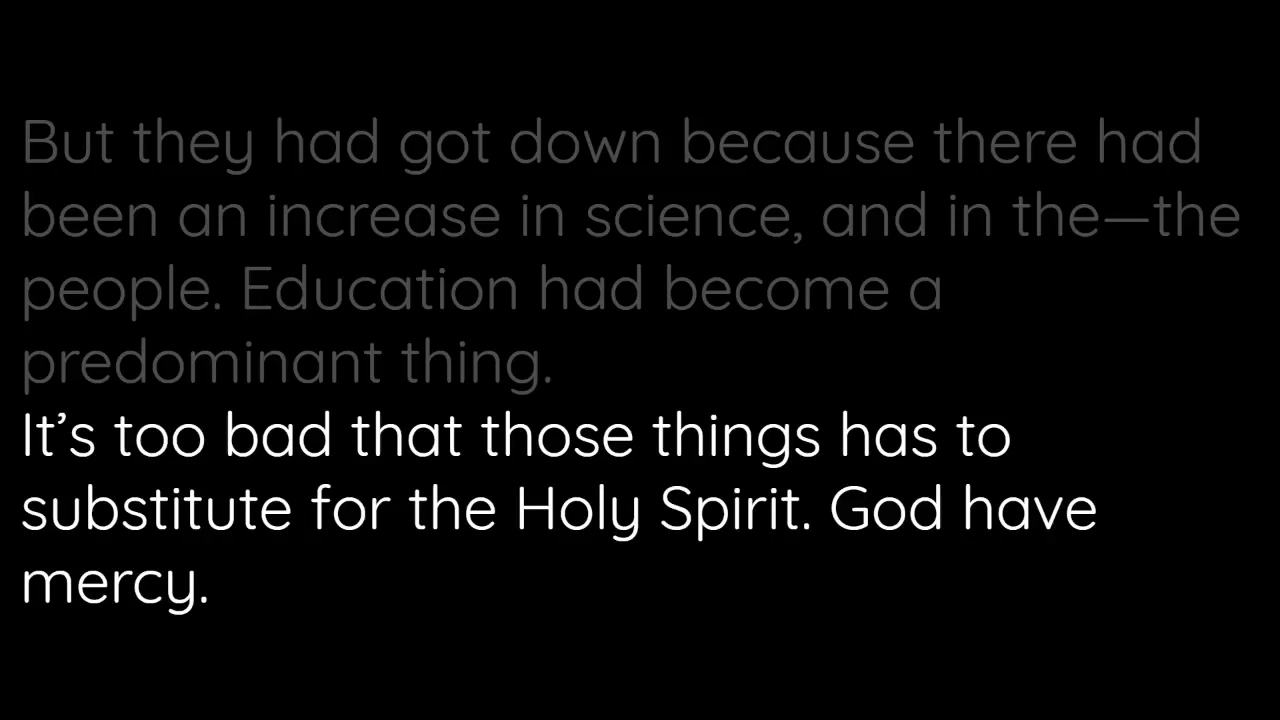 But they had got down because there had
been an increase in science, and in the—the
people. Education had become a
predominant thing.
It’s too bad that those things has to
substitute for the Holy Spirit. God have
mercy.